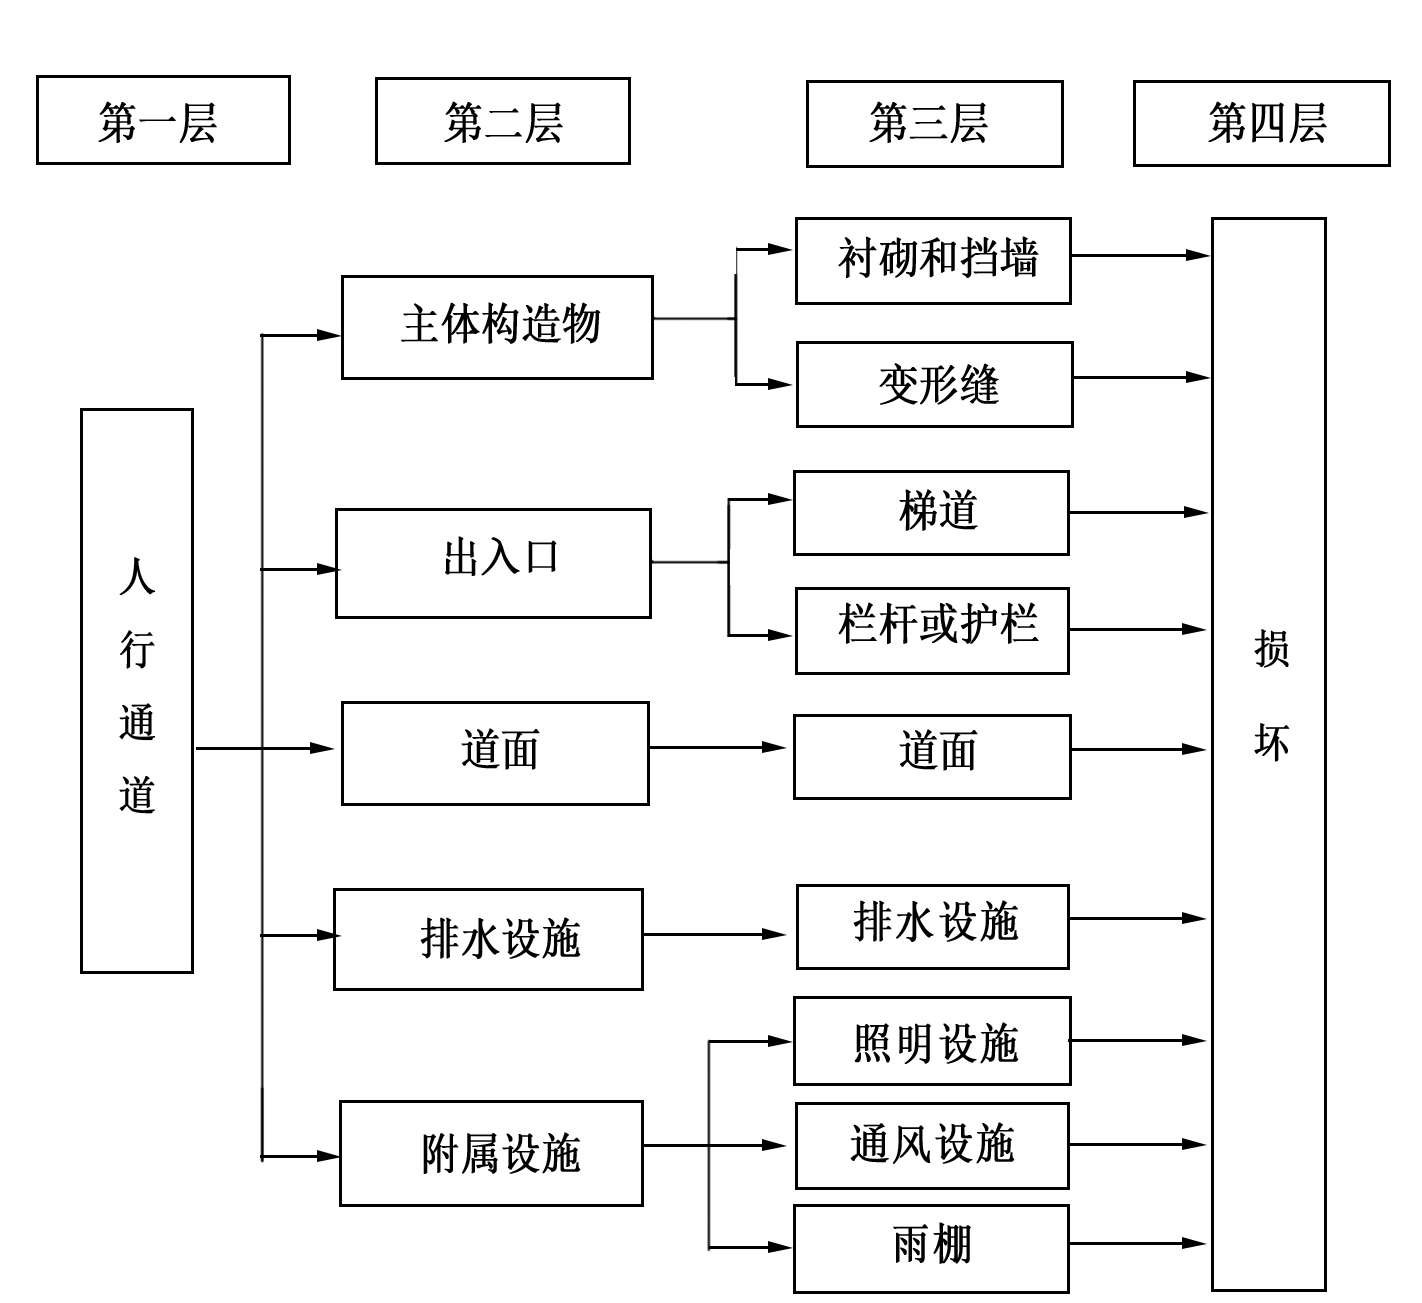 第一层
第二层
第三层
第四层
人行通道
主体构造物
出入口
道面
排水设施
附属设施
衬砌和挡墙
变形缝
梯道
栏杆或护栏
道面
排水设施
照明设施
通风设施
雨棚
损坏